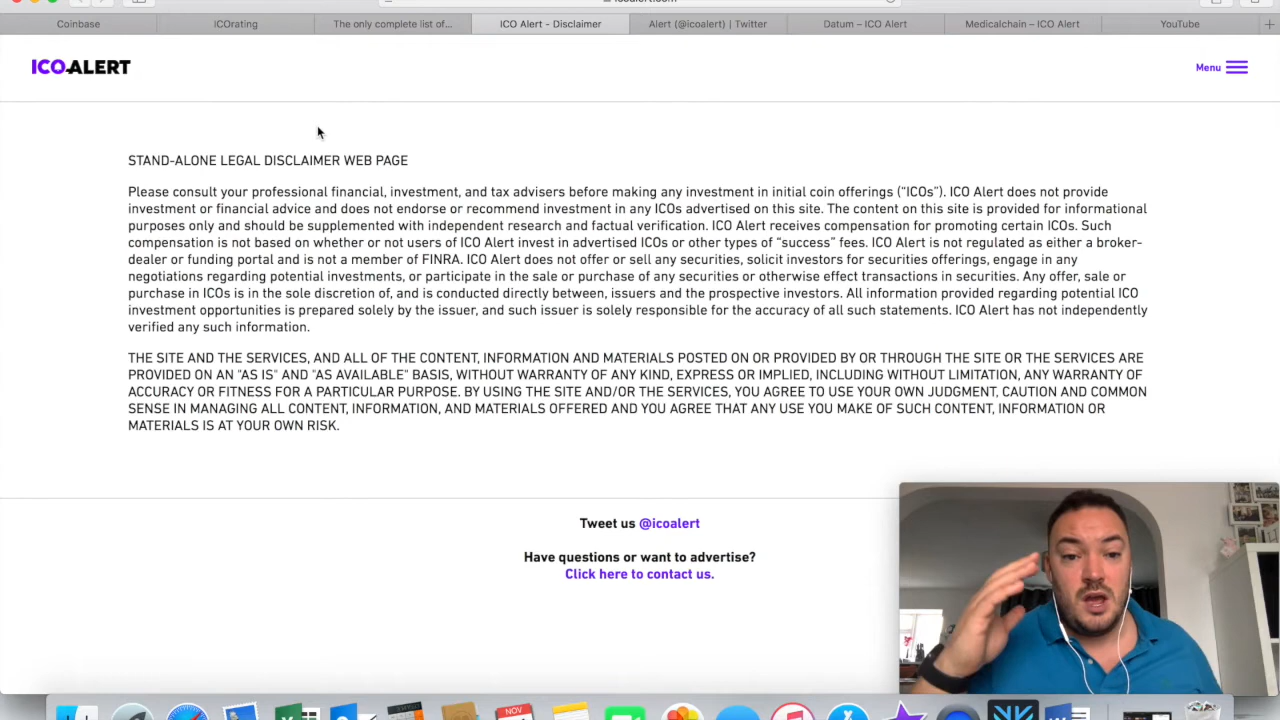 icoalert.com
Coinbase
ICOrating
The only complete list of...
ICO Alert - Disclaimer
Alert (@icoalert) | Twitter
Datum – ICO Alert
Medicalchain – ICO Alert
YouTube
ICO ALERT
Menu
STAND-ALONE LEGAL DISCLAIMER WEB PAGE
Please consult your professional financial, investment, and tax advisers before making any investment in initial coin offerings (“ICOs”). ICO Alert does not provide
investment or financial advice and does not endorse or recommend investment in any ICOs advertised on this site. The content on this site is provided for informational
purposes only and should be supplemented with independent research and factual verification. ICO Alert receives compensation for promoting certain ICOs. Such
compensation is not based on whether or not users of ICO Alert invest in advertised ICOs or other types of “success” fees. ICO Alert is not regulated as either a broker-
dealer or funding portal and is not a member of FINRA. ICO Alert does not offer or sell any securities, solicit investors for securities offerings, engage in any
negotiations regarding potential investments, or participate in the sale or purchase of any securities or otherwise effect transactions in securities. Any offer, sale or
purchase in ICOs is in the sole discretion of, and is conducted directly between, issuers and the prospective investors. All information provided regarding potential ICO
investment opportunities is prepared solely by the issuer, and such issuer is solely responsible for the accuracy of all such statements. ICO Alert has not independently
verified any such information.
THE SITE AND THE SERVICES, AND ALL OF THE CONTENT, INFORMATION AND MATERIALS POSTED ON OR PROVIDED BY OR THROUGH THE SITE OR THE SERVICES ARE
PROVIDED ON AN "AS IS" AND "AS AVAILABLE" BASIS, WITHOUT WARRANTY OF ANY KIND, EXPRESS OR IMPLIED, INCLUDING WITHOUT LIMITATION, ANY WARRANTY OF
ACCURACY OR FITNESS FOR A PARTICULAR PURPOSE. BY USING THE SITE AND/OR THE SERVICES, YOU AGREE TO USE YOUR OWN JUDGMENT, CAUTION AND COMMON
SENSE IN MANAGING ALL CONTENT, INFORMATION, AND MATERIALS OFFERED AND YOU AGREE THAT ANY USE YOU MAKE OF SUCH CONTENT, INFORMATION OR
MATERIALS IS AT YOUR OWN RISK.
Tweet us @icoalert
Have questions or want to advertise?
Click here to contact us.
NOV